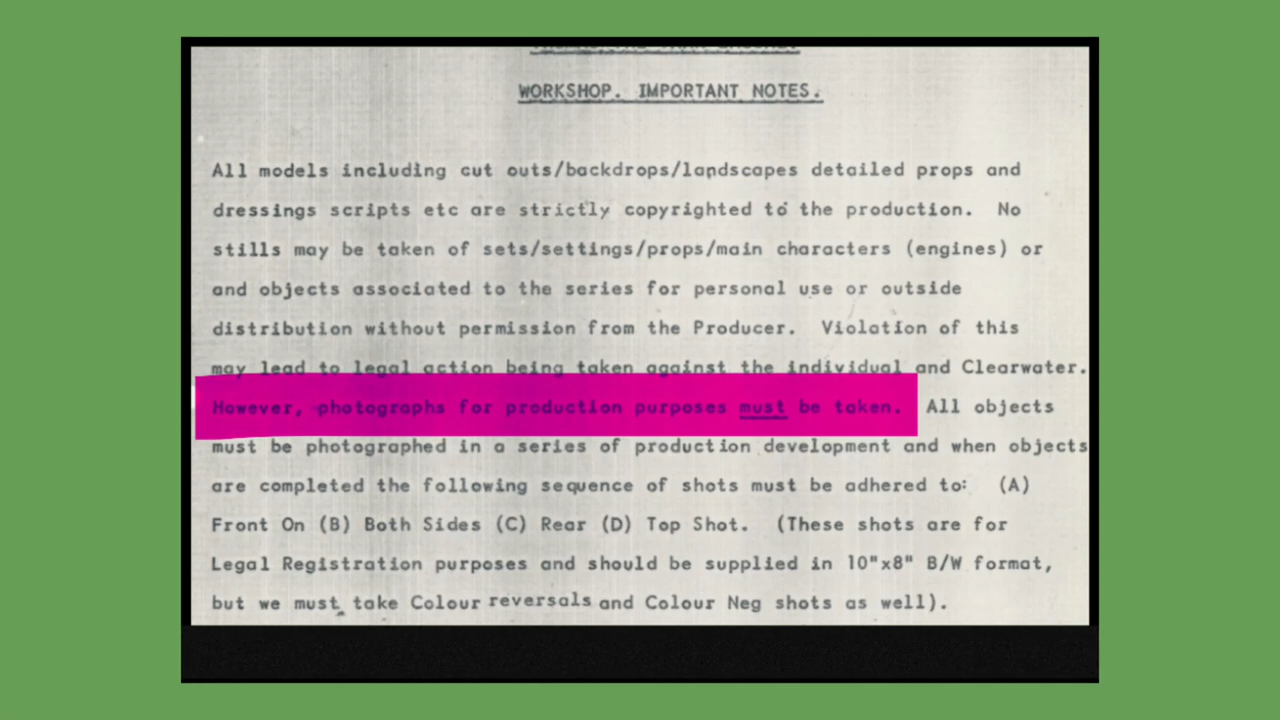 WORKSHOP. IMPORTANT NOTES.
All models including cut outs/backdrops/landscapes detailed props and
dressings scripts etc are strictly copyrighted to the production. No
stills may be taken of sets/settings/props/main characters (engines) or
and objects associated to the series for personal use or outside
distribution without permission from the Producer. Violation of this
may lead to legal action being taken against the individual and Clearwater.
However, photographs for production purposes must be taken. All objects
must be photographed in a series of production development and when objects
are completed the following sequence of shots must be adhered to: (A)
Front On (B) Both Sides (C) Rear (D) Top Shot. (These shots are for
Legal Registration purposes and should be supplied in 10"x8" B/W format,
but we must take Colour reversals and Colour Neg shots as well).